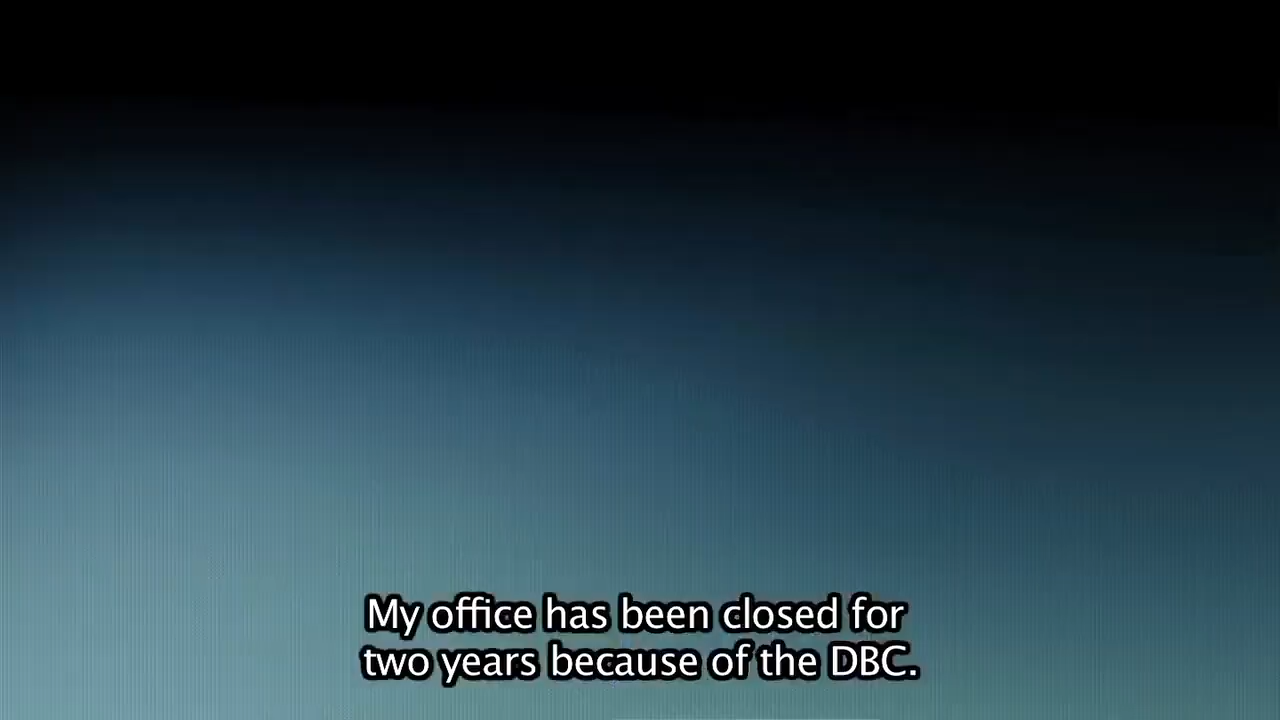 My office has been closed for
two years because of the DBC.